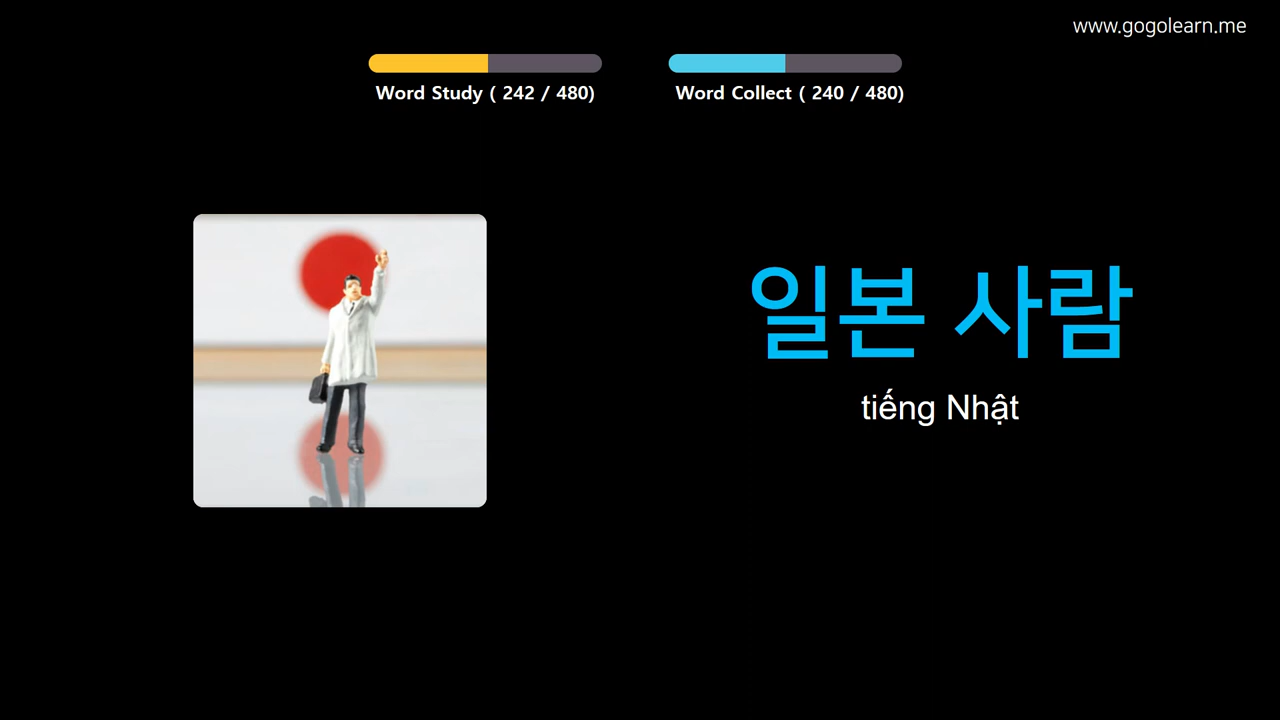 www.gogolearn.me
Word Study ( 242 / 480)
Word Collect ( 240 / 480)
일본 사람
tiếng Nhật